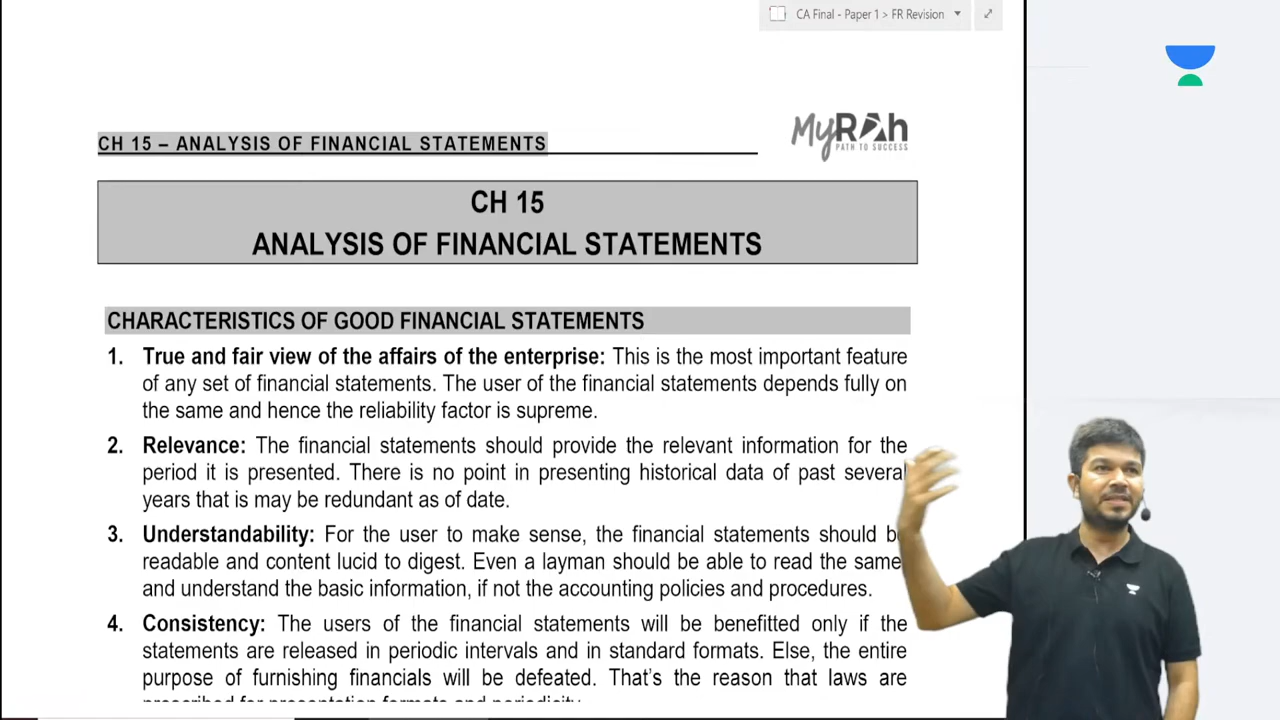 CA Final - Paper 1 > FR Revision
CH 15 – ANALYSIS OF FINANCIAL STATEMENTS
MyRAh
PATH TO SUCCESS
CH 15
ANALYSIS OF FINANCIAL STATEMENTS
CHARACTERISTICS OF GOOD FINANCIAL STATEMENTS
1. True and fair view of the affairs of the enterprise: This is the most important feature
of any set of financial statements. The user of the financial statements depends fully on
the same and hence the reliability factor is supreme.
2. Relevance: The financial statements should provide the relevant information for the
period it is presented. There is no point in presenting historical data of past several
years that is may be redundant as of date.
3. Understandability: For the user to make sense, the financial statements should be
readable and content lucid to digest. Even a layman should be able to read the same
and understand the basic information, if not the accounting policies and procedures.
4. Consistency: The users of the financial statements will be benefitted only if the
statements are released in periodic intervals and in standard formats. Else, the entire
purpose of furnishing financials will be defeated. That's the reason that laws are
prescribed for presentation formats and periodicity.